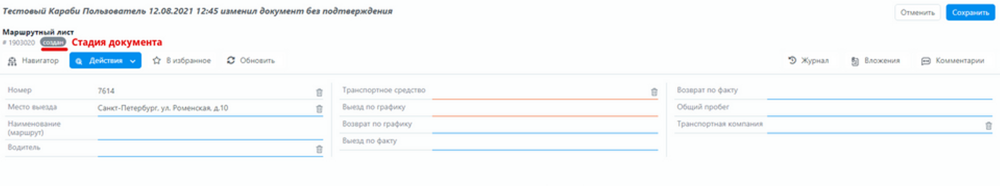 Тестовый Караби Пользователь 12.08.2021 12:45 изменил документ без подтверждения
Отменить
Сохранить
Маршрутный лист
# 1903020 создан Стадия документа
Навигатор
Действия
В избранное
Обновить
Журнал
Вложения
Комментарии
Номер 7614
Место выезда Санкт-Петербург, ул. Роменская, д.10
Наименование
(маршрут)
Водитель
Транспортное средство
Выезд по графику
Возврат по графику
Выезд по факту
Возврат по факту
Общий пробег
Транспортная компания